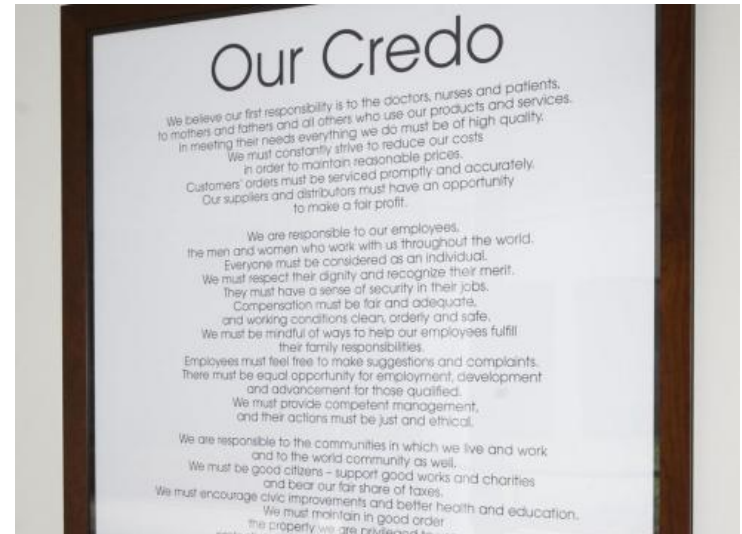 Our Credo
We believe our first responsibility is to the doctors, nurses and patients,
to mothers and fathers and all others who use our products and services.
In meeting their needs everything we do must be of high quality.
We must constantly strive to reduce our costs
in order to maintain reasonable prices.
Customers' orders must be serviced promptly and accurately.
Our suppliers and distributors must have an opportunity
to make a fair profit.
We are responsible to our employees,
the men and women who work with us throughout the world.
Everyone must be considered as an individual.
We must respect their dignity and recognize their merit.
They must have a sense of security in their jobs.
Compensation must be fair and adequate,
and working conditions clean, orderly and safe.
We must be mindful of ways to help our employees fulfill
their family responsibilities.
Employees must feel free to make suggestions and complaints.
There must be equal opportunity for employment, development
and advancement for those qualified.
We must provide competent management,
and their actions must be just and ethical.
We are responsible to the communities in which we live and work
and to the world community as well.
We must be good citizens – support good works and charities
and bear our fair share of taxes.
We must encourage civic improvements and better health and education.
We must maintain in good order
the property we are privileged